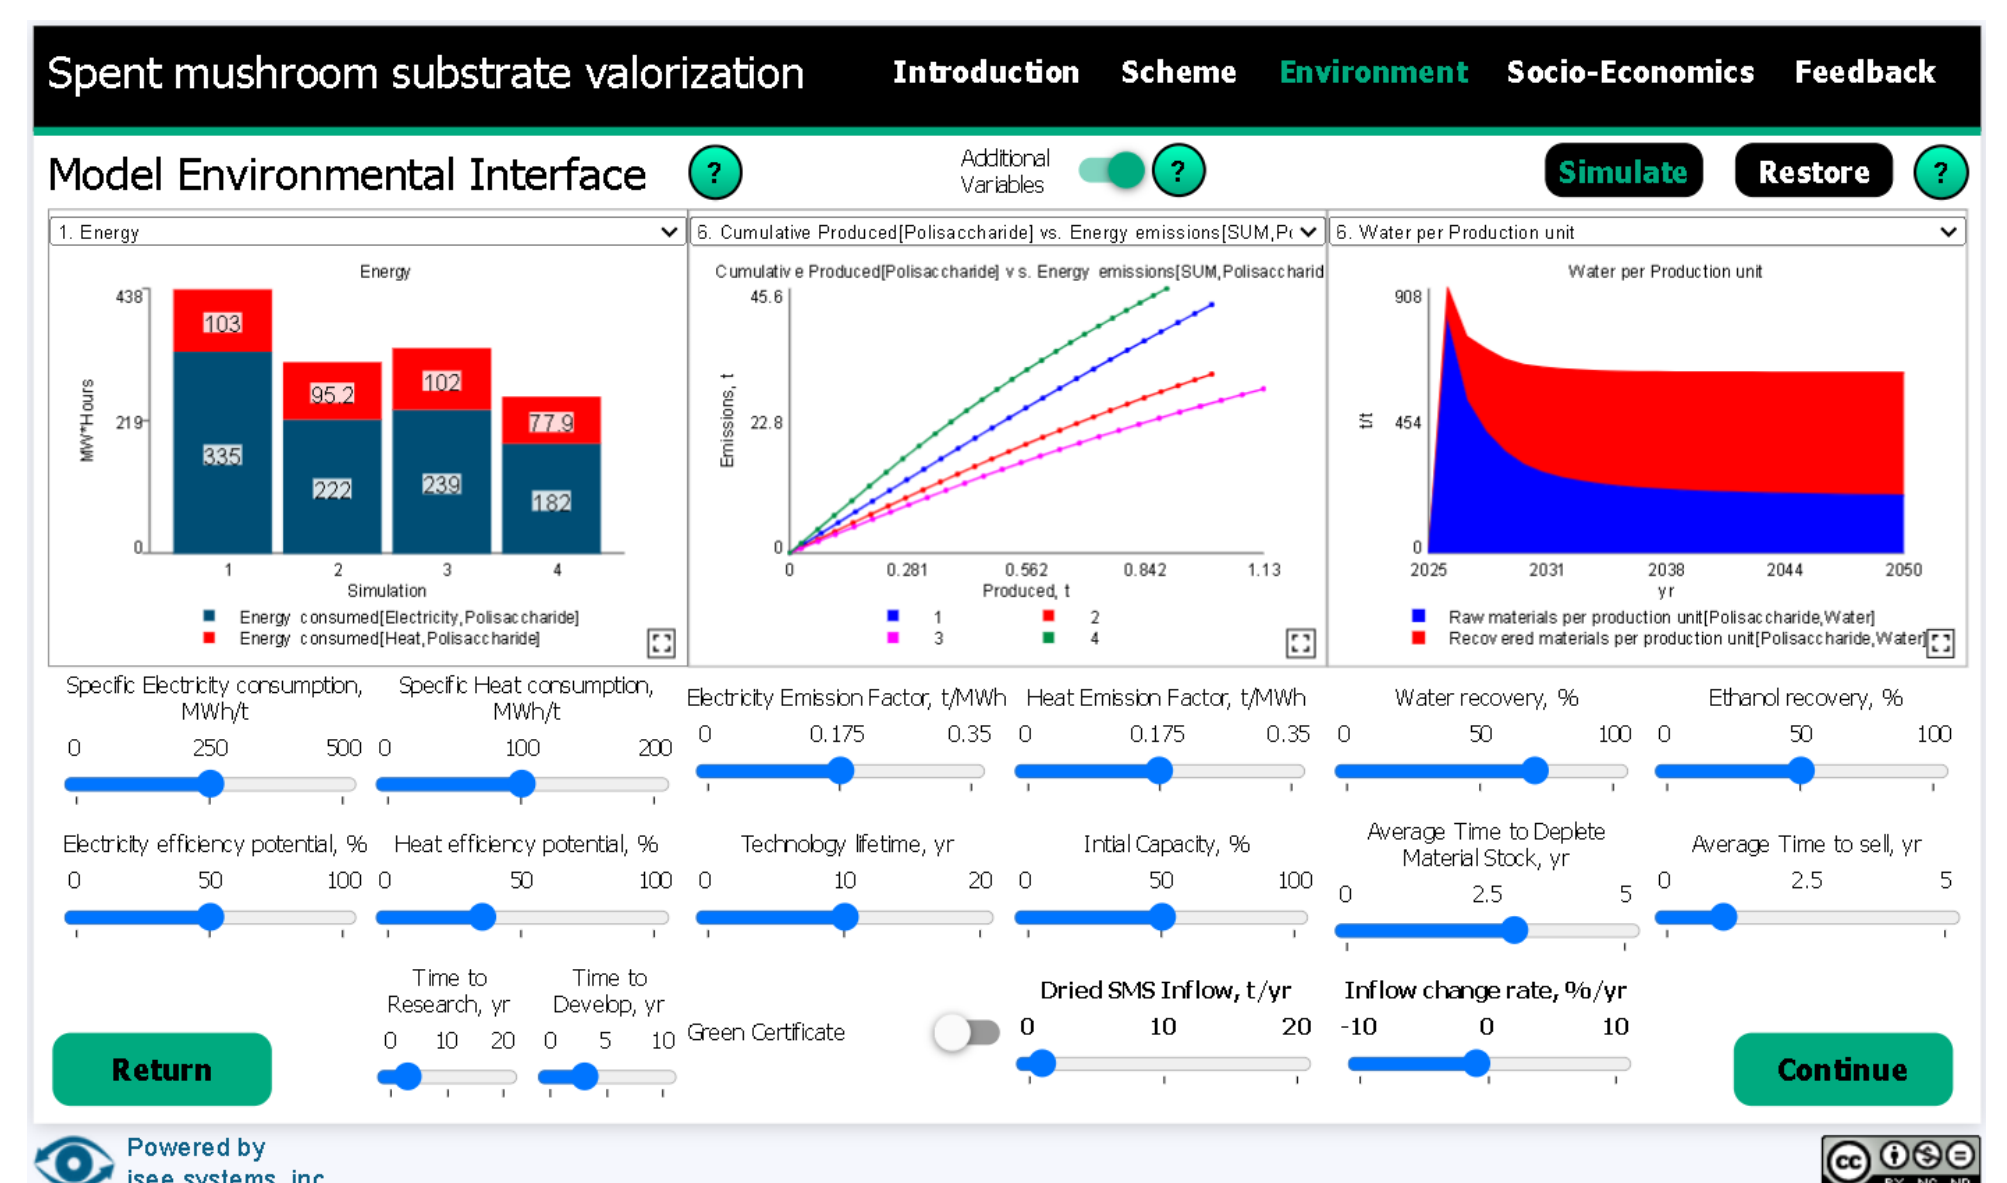 Spent mushroom substrate valorization
Introduction Scheme Environment Socio-Economics Feedback
Model Environmental Interface ?
Additional
Variables
?
Simulate Restore ?
1. Energy
6. Cumulative Produced[Polisaccharide] vs. Energy emissions[SUM,P
6. Water per Production unit
Energy
438
219
0
MW*Hours
103
335
95.2
222
102
239
77.9
182
1 2 3 4
Simulation
Energy consumed[Electricity,Polisaccharide]
Energy consumed[Heat,Polisaccharide]
Cumulative Produced[Polisaccharide] vs. Energy emissions[SUM,Polisaccharid
45.6
22.8
0
Emissions, t
0 0.281 0.562 0.842 1.13
Produced, t
1 2
3 4
Water per Production unit
908
454
0
t/t
2025 2031 2038 2044 2050
yr
Raw materials per production unit[Polisaccharide,Water]
Recovered materials per production unit[Polisaccharide,Water]
Specific Electricity consumption,
MWh/t
0 250 500
Specific Heat consumption,
MWh/t
0 100 200
Electricity Emission Factor, t/MWh
0 0.175 0.35
Heat Emission Factor, t/MWh
0 0.175 0.35
Water recovery, %
0 50 100
Ethanol recovery, %
0 50 100
Electricity efficiency potential, %
0 50 100
Heat efficiency potential, %
0 50 100
Technology lifetime, yr
0 10 20
Intial Capacity, %
0 50 100
Average Time to Deplete
Material Stock, yr
0 2.5 5
Average Time to sell, yr
0 2.5 5
Time to
Research, yr
0 10 20
Time to
Develop, yr
0 5 10
Green Certificate
Dried SMS Inflow, t/yr
0 10 20
Inflow change rate, %/yr
-10 0 10
Return
Continue
Powered by
isee systems, inc
cc
BY NC ND